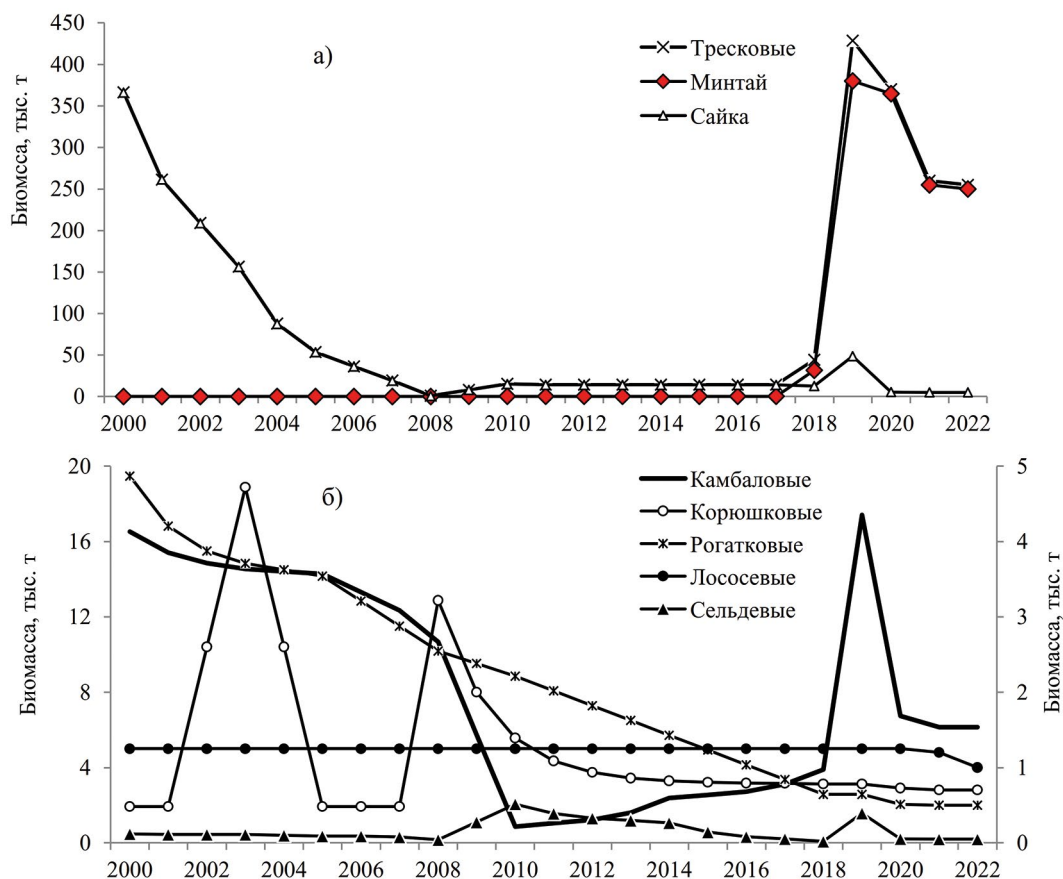 а)
Биомсса, тыс. т
450
400
350
300
250
200
150
100
50
0
Тресковые
Минтай
Сайка
2000 2002 2004 2006 2008 2010 2012 2014 2016 2018 2020 2022
б)
Биомасса, тыс. т
20
16
12
8
4
0
Камбаловые
Корюшковые
Рогатковые
Лососевые
Сельдевые
5
4
3
2
1
0
Биомасса, тыс. т
2000 2002 2004 2006 2008 2010 2012 2014 2016 2018 2020 2022